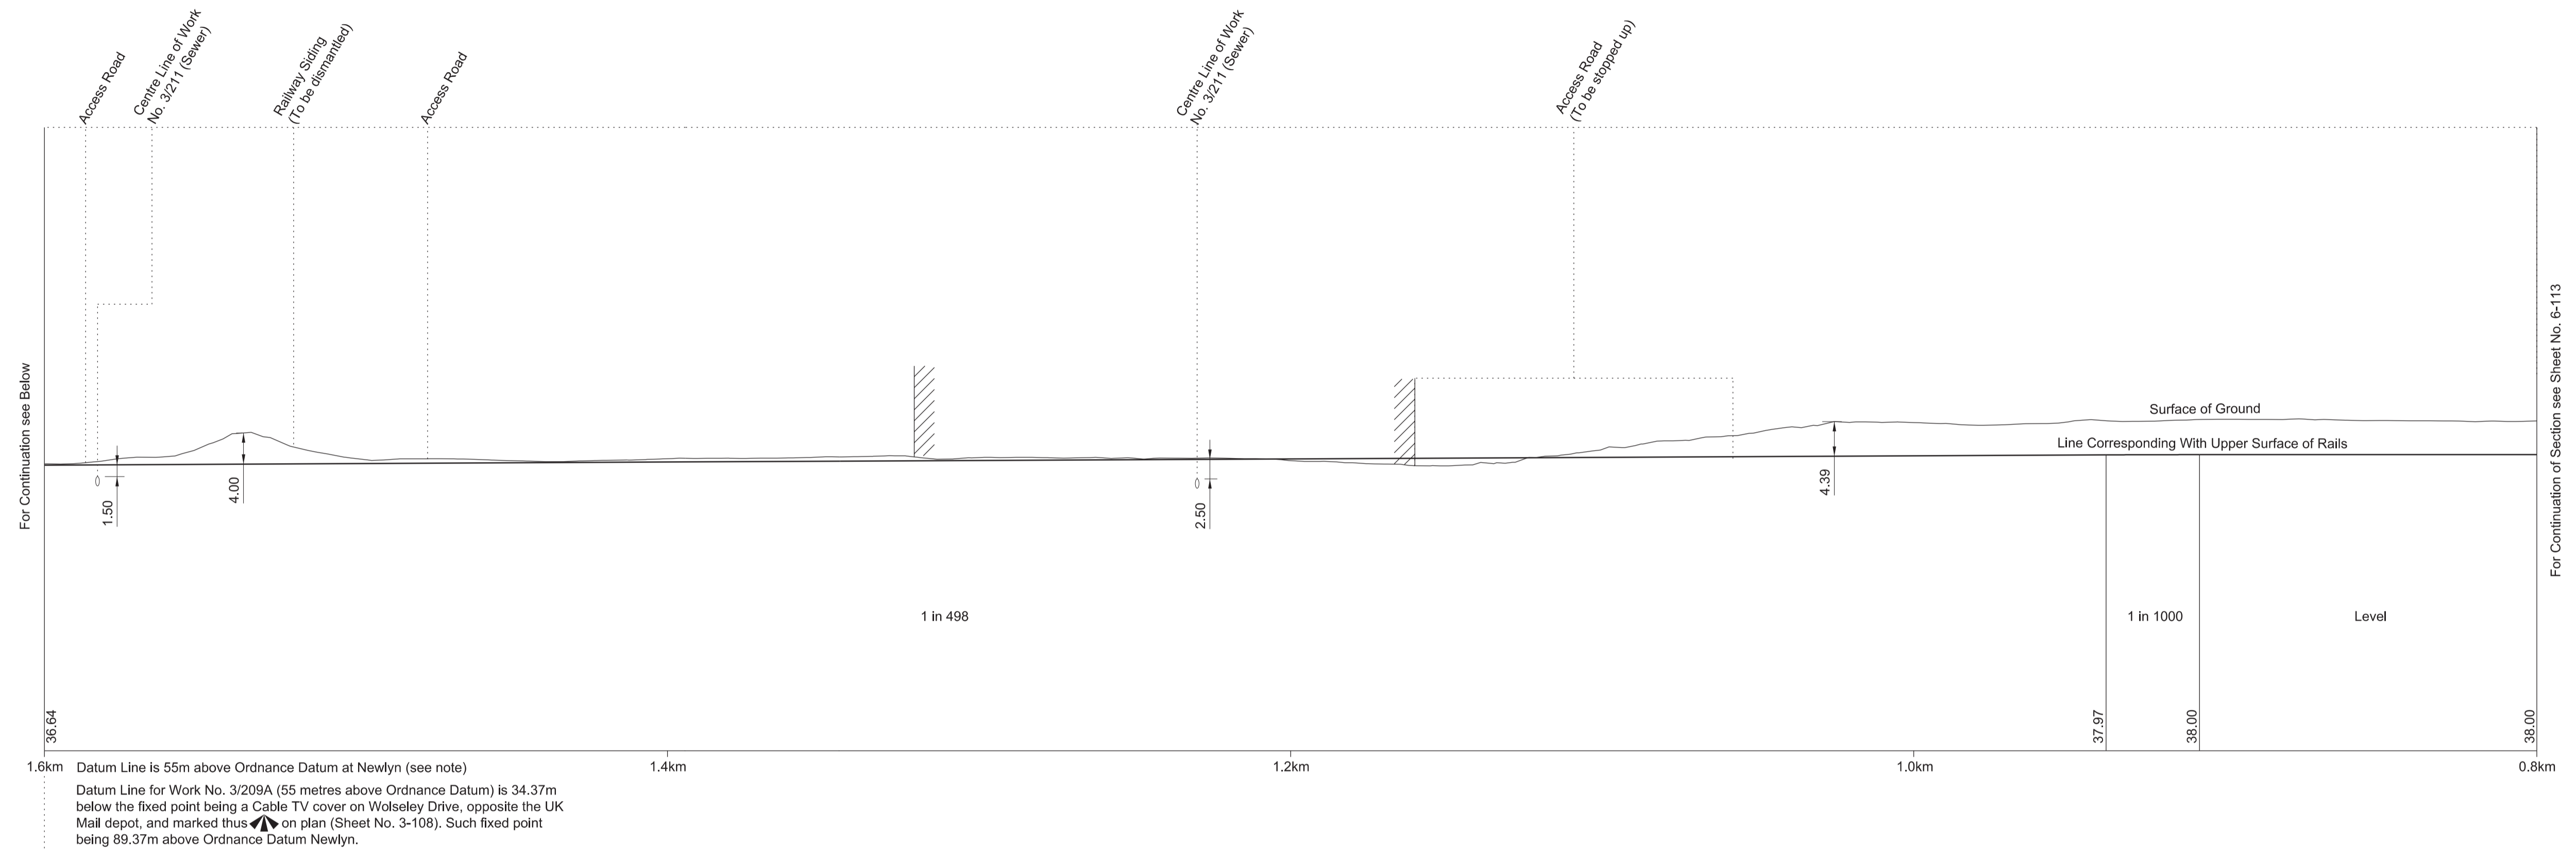 Access Road
Centre Line of Work
No. 3/211 (Sewer)
Railway Siding
(To be dismantled)
Access Road
Centre Line of Work
No. 3/211 (Sewer)
Access Road
(To be stopped up)
For Continuation see Below
For Continuation of Section see Sheet No. 6-113
Surface of Ground
Line Corresponding With Upper Surface of Rails
1.50
4.00
2.50
4.39
1 in 498
1 in 1000
Level
36.64
37.97
38.00
38.00
1.6km
1.4km
1.2km
1.0km
0.8km
Datum Line is 55m above Ordnance Datum at Newlyn (see note)
Datum Line for Work No. 3/209A (55 metres above Ordnance Datum) is 34.37m
below the fixed point being a Cable TV cover on Wolseley Drive, opposite the UK
Mail depot, and marked thus on plan (Sheet No. 3-108). Such fixed point
being 89.37m above Ordnance Datum Newlyn.